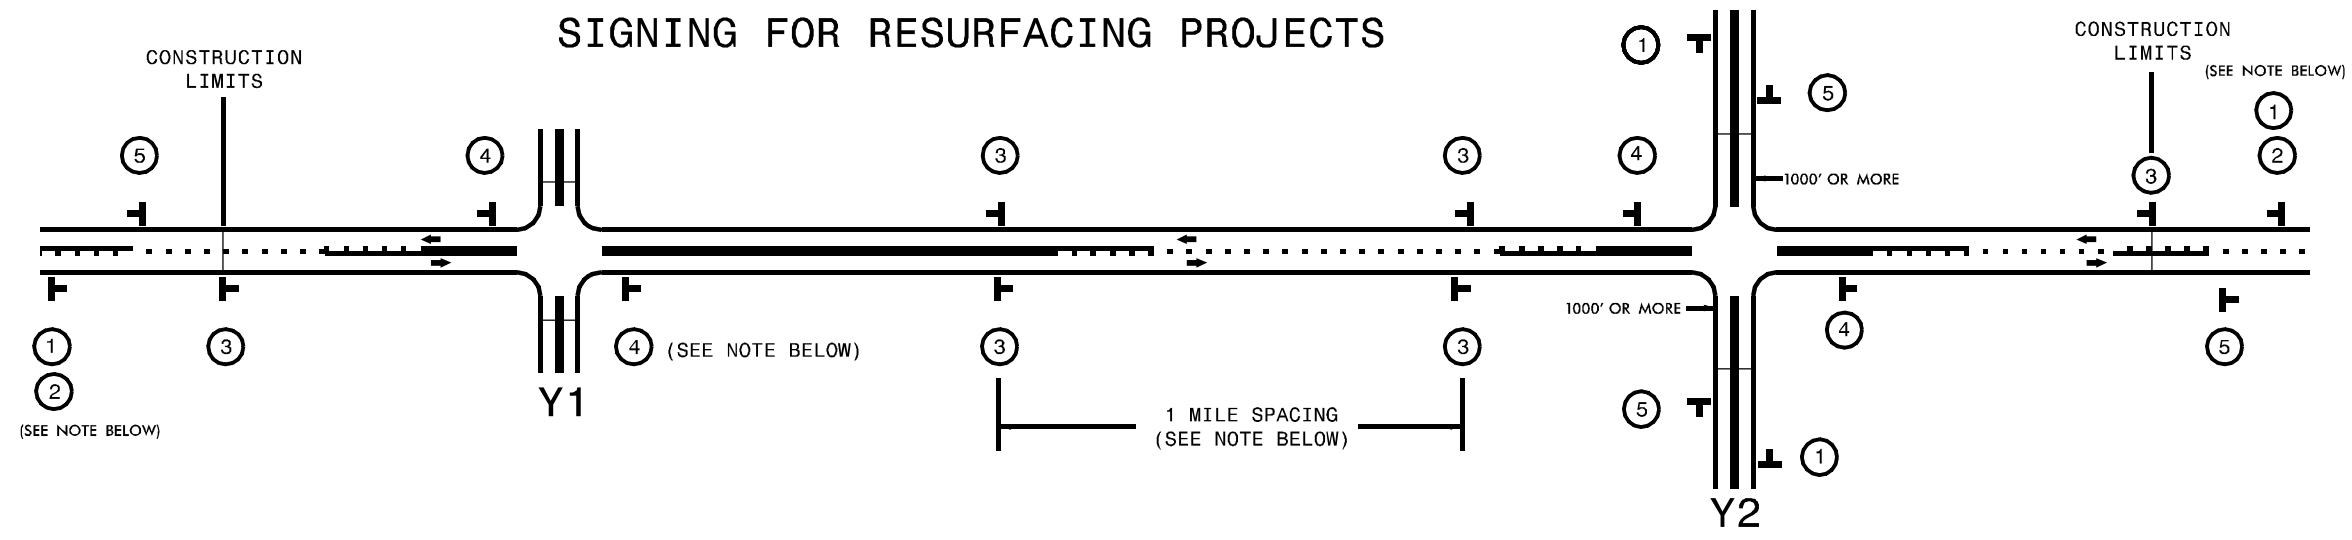 SIGNING FOR RESURFACING PROJECTS
CONSTRUCTION
LIMITS
CONSTRUCTION
LIMITS
(SEE NOTE BELOW)
1
5
1
5
4
3
3
4
3
2
1000' OR MORE
1000' OR MORE
1
2
(SEE NOTE BELOW)
3
4 (SEE NOTE BELOW)
3
3
4
5
Y1
1 MILE SPACING
(SEE NOTE BELOW)
5
1
Y2